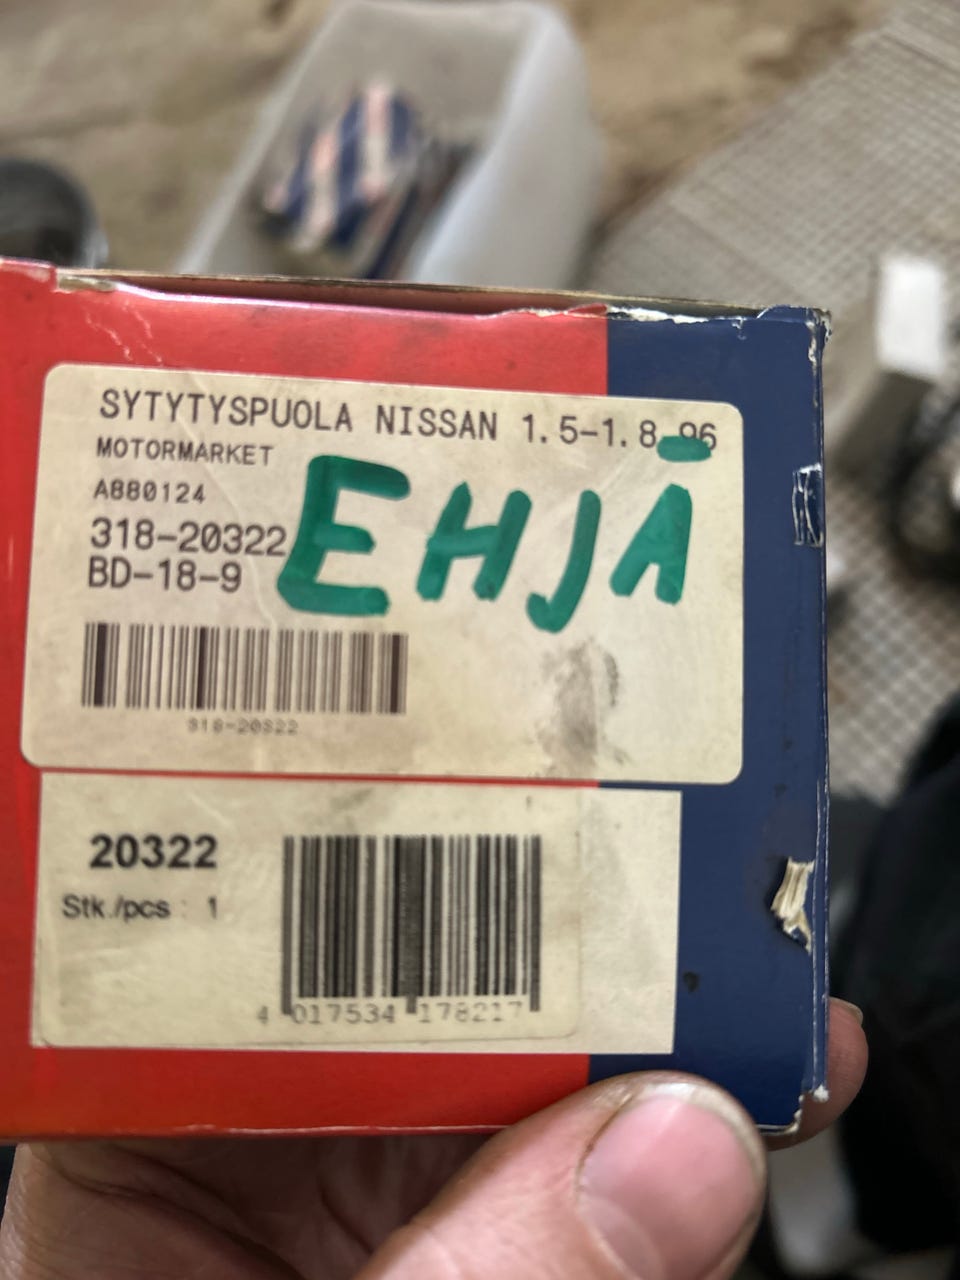 SYTYTYSPUOLA NISSAN 1.5-1.8 96
MOTORMARKET
A880124
318-20322
BD-18-9
EHJÄ
318-20322
20322
Stk./pcs : 1
4 017534 178217